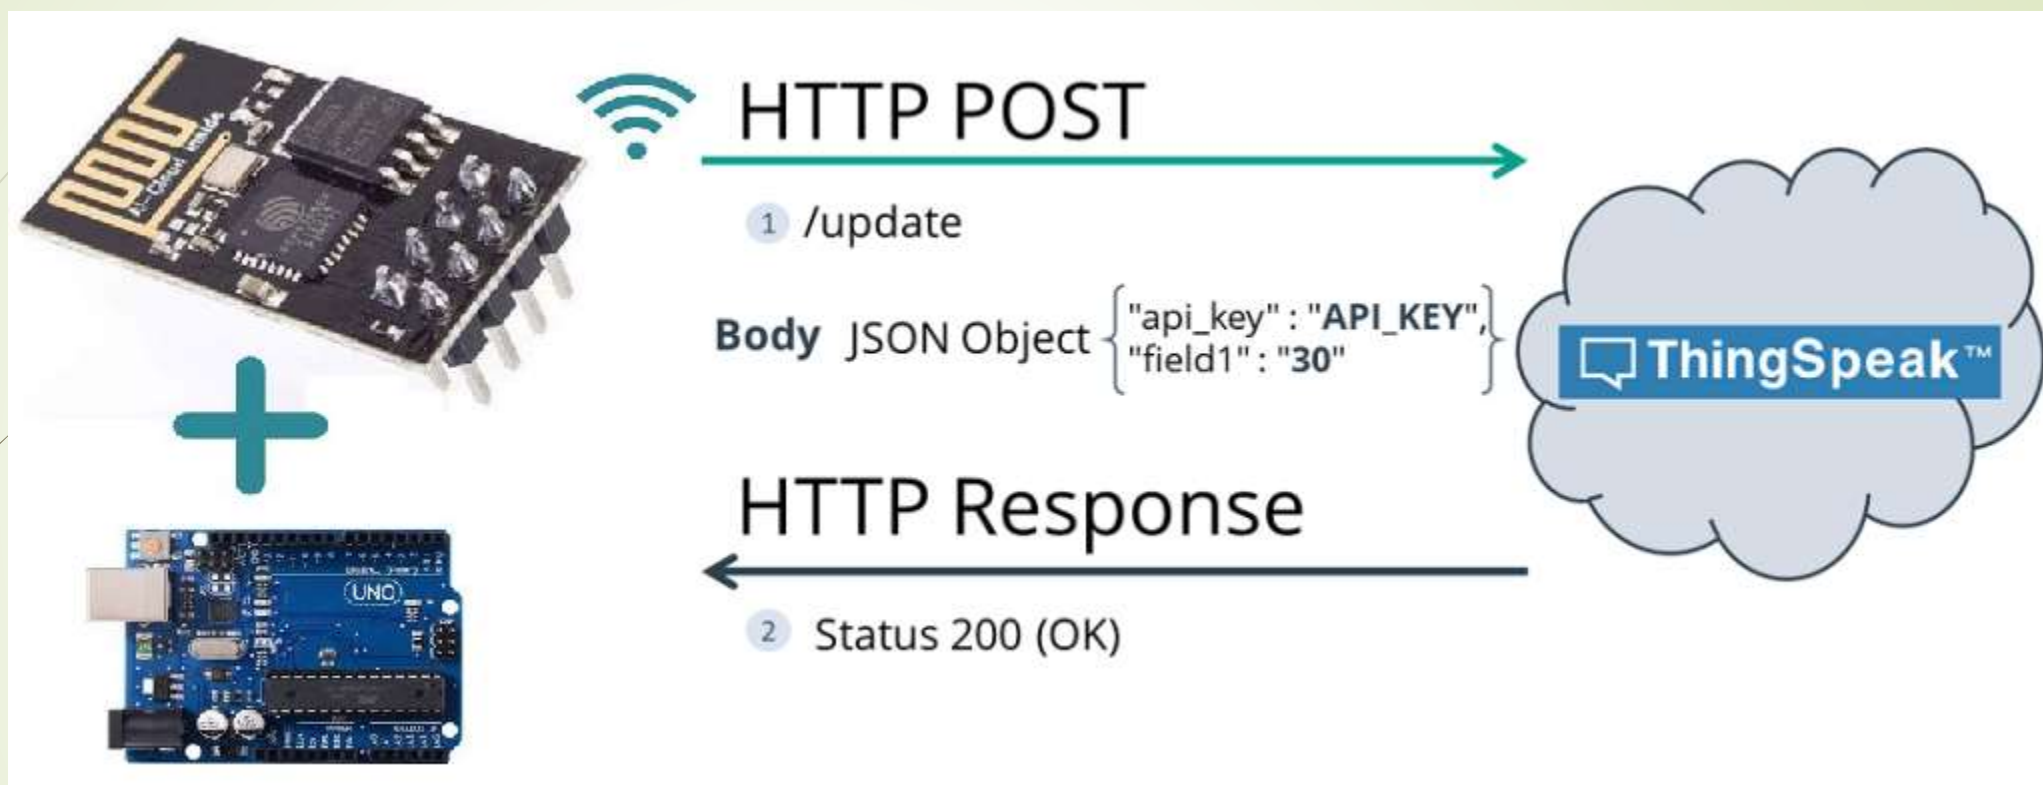 HTTP POST
1 /update
Body JSON Object {"api_key" : "API_KEY",
"field1" : "30"}
ThingSpeak™
HTTP Response
2 Status 200 (OK)
UNO